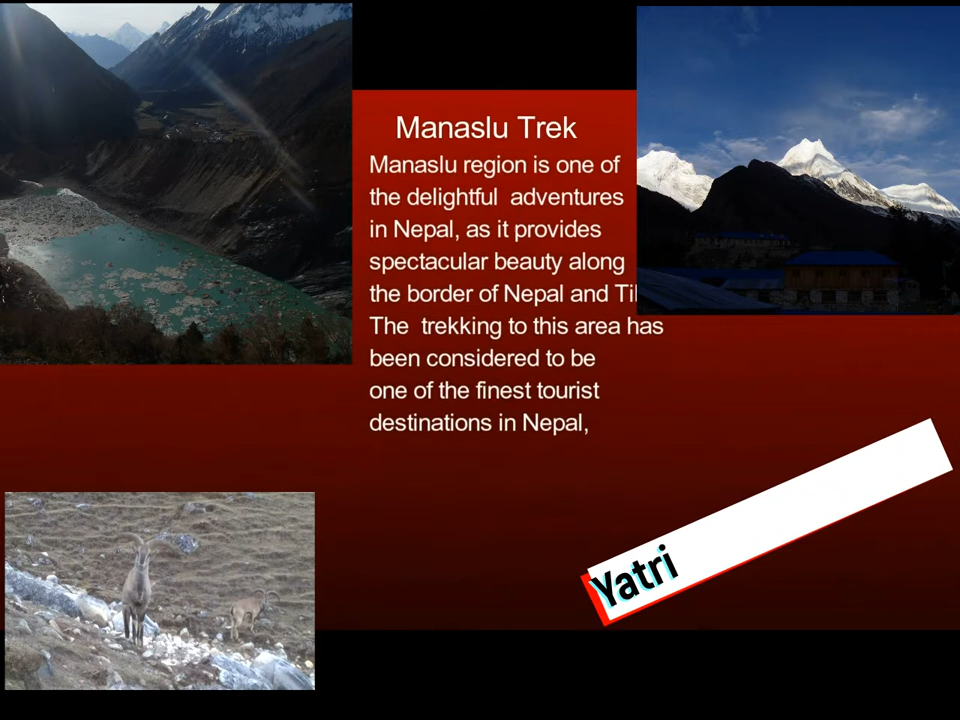 Manaslu Trek
Manaslu region is one of
the delightful adventures
in Nepal, as it provides
spectacular beauty along
the border of Nepal and
The trekking to this area has
been considered to be
one of the finest tourist
destinations in Nepal,
Yatri